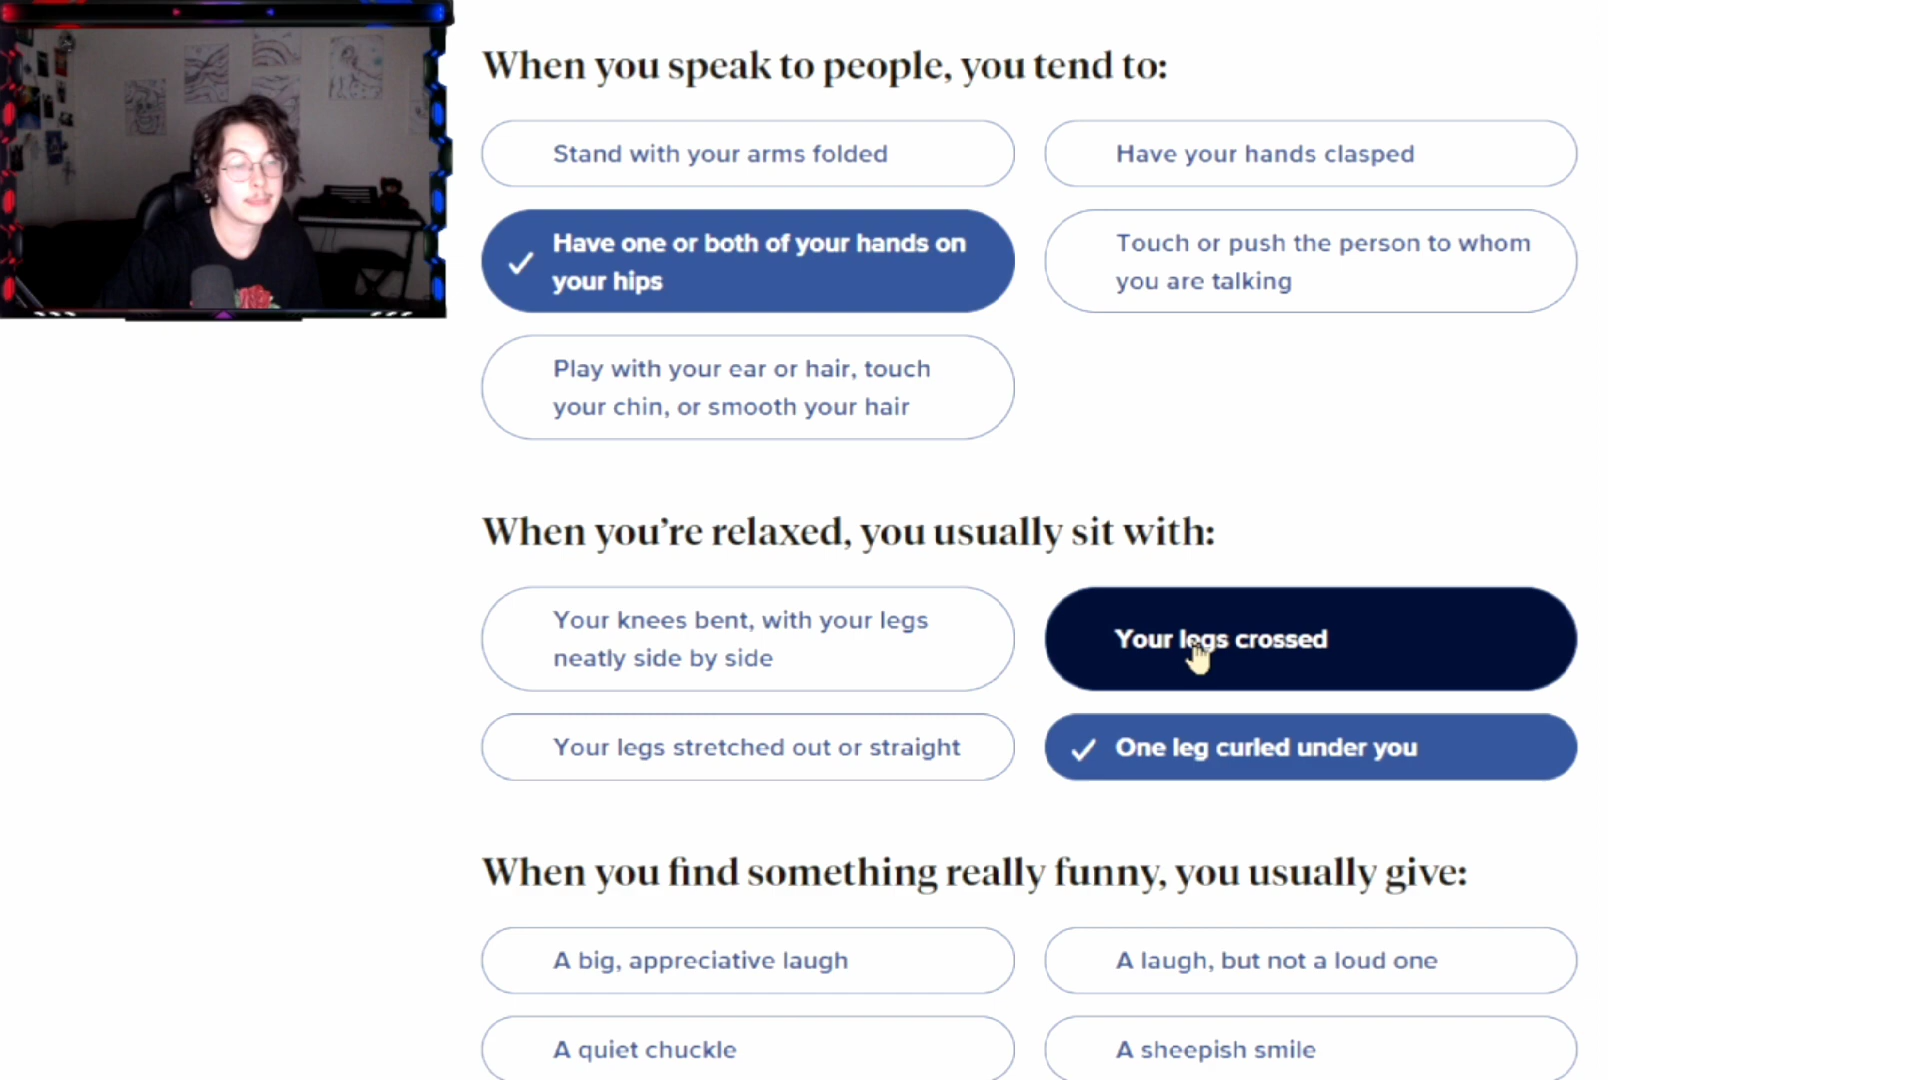 When you speak to people, you tend to:
Stand with your arms folded
Have your hands clasped
Have one or both of your hands on
your hips
Touch or push the person to whom
you are talking
Play with your ear or hair, touch
your chin, or smooth your hair
When you're relaxed, you usually sit with:
Your knees bent, with your legs
neatly side by side
Your legs crossed
Your legs stretched out or straight
One leg curled under you
When you find something really funny, you usually give:
A big, appreciative laugh
A laugh, but not a loud one
A quiet chuckle
A sheepish smile